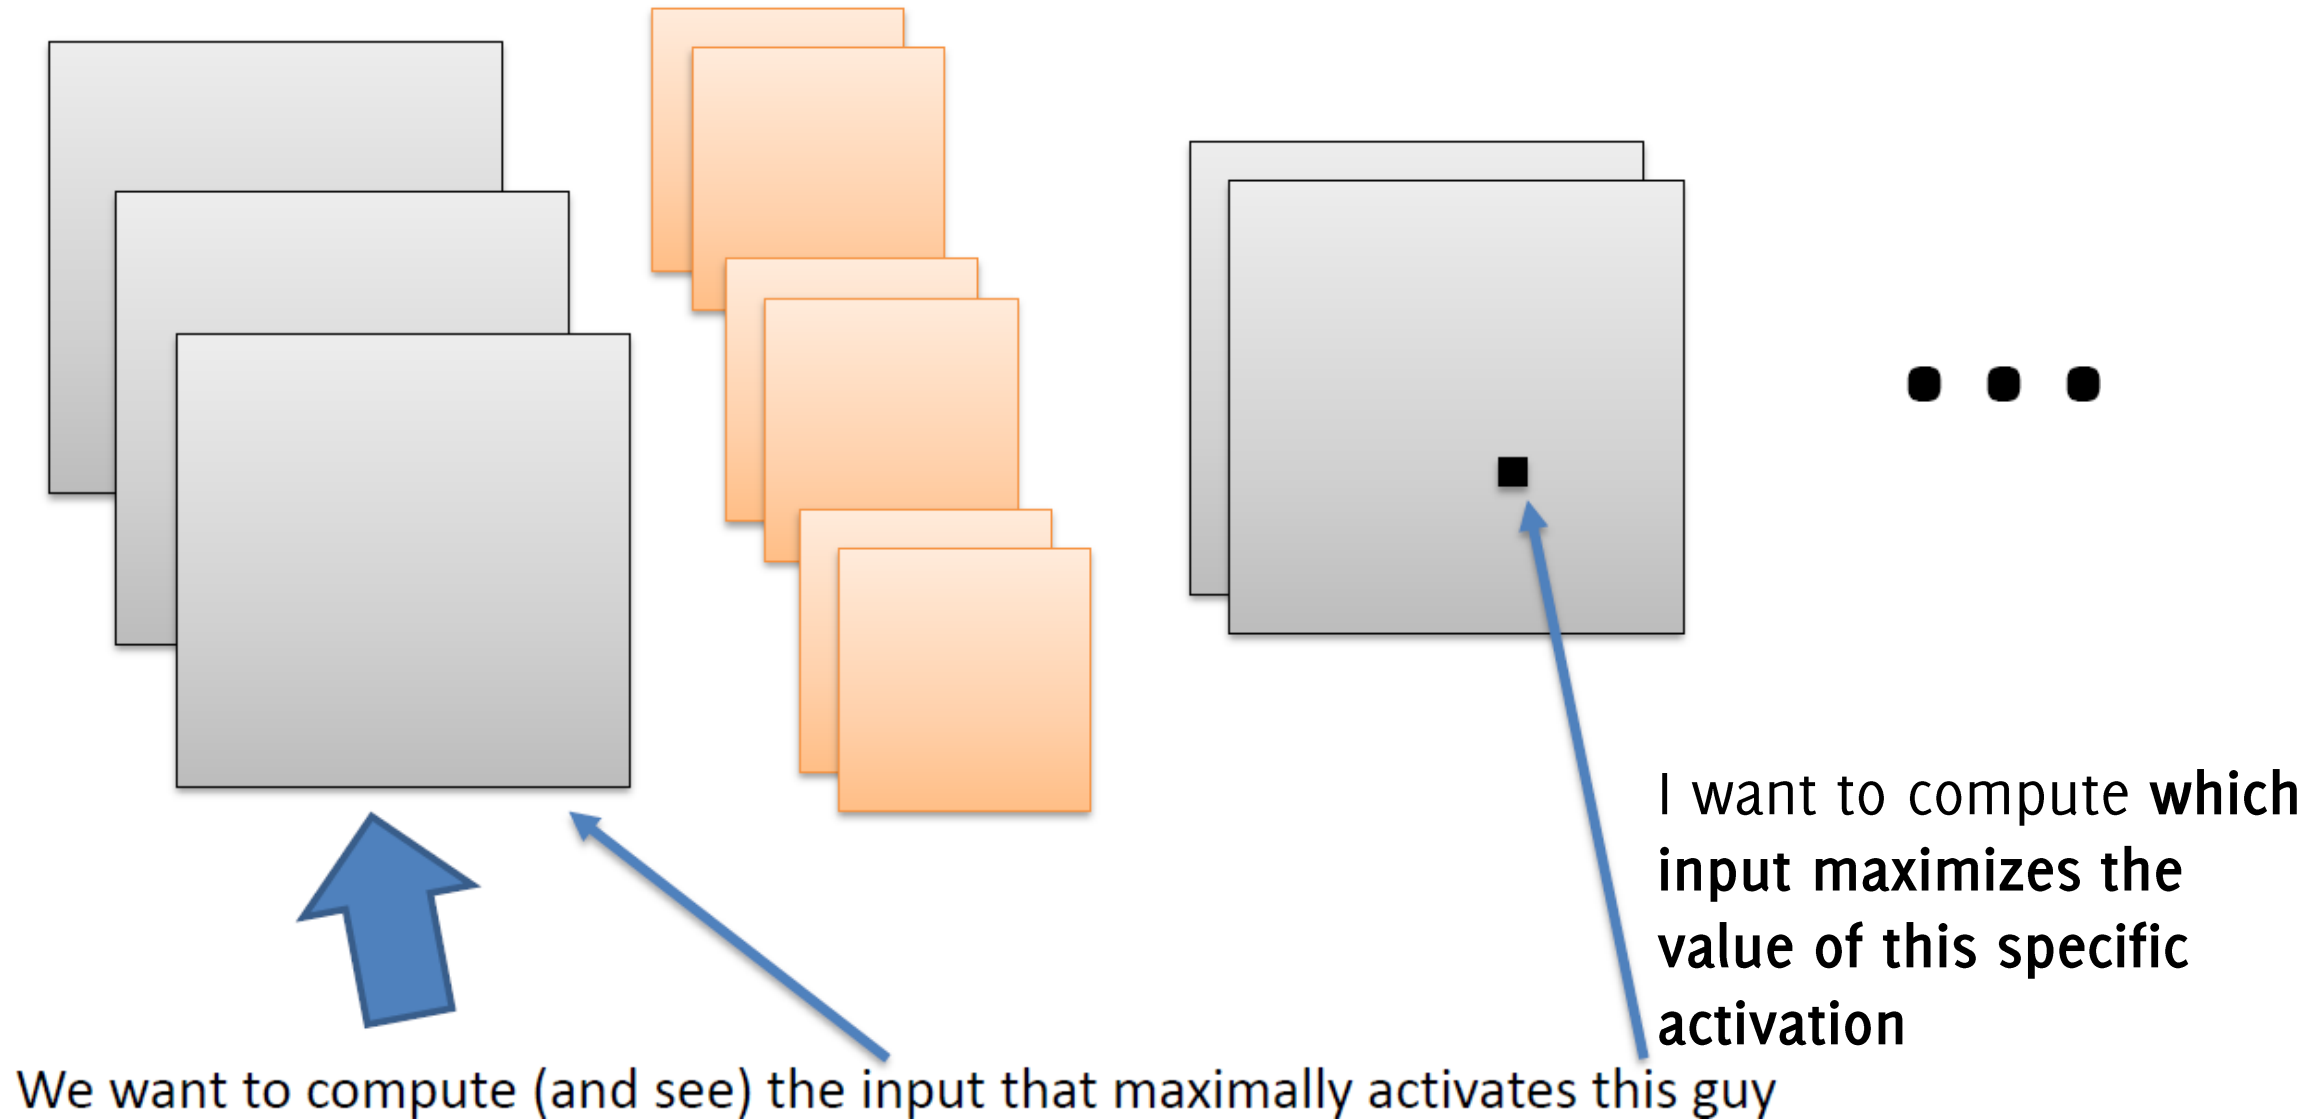 I want to compute which
input maximizes the
value of this specific
activation
We want to compute (and see) the input that maximally activates this guy